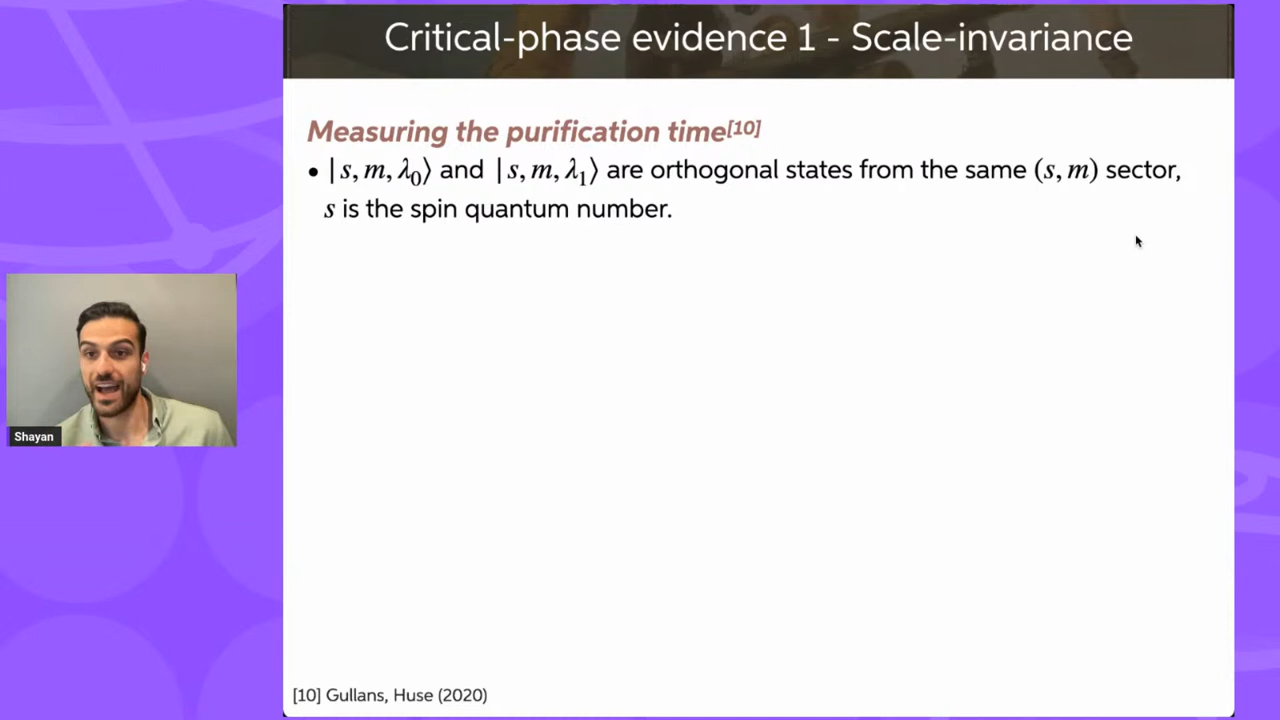 Critical-phase evidence 1 - Scale-invariance
Measuring the purification time[10]
• |s, m, λ₀⟩ and |s, m, λ₁⟩ are orthogonal states from the same (s, m) sector,
s is the spin quantum number.
Shayan
[10] Gullans, Huse (2020)